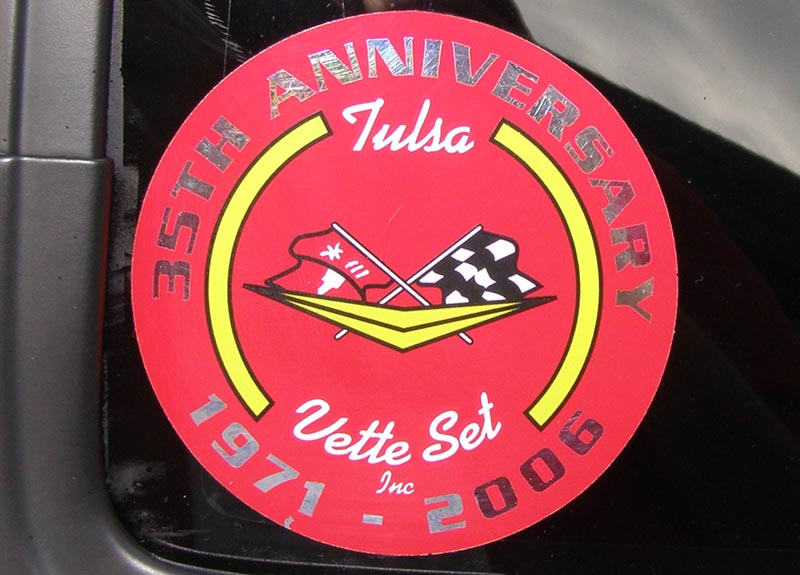 35TH ANNIVERSARY
Tulsa
Vette Set
Inc
1971 - 2006